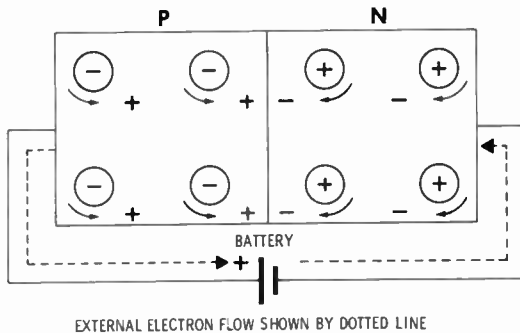 P N
− − + +
+ + − −
− − + +
+ + − −
BATTERY
+
EXTERNAL ELECTRON FLOW SHOWN BY DOTTED LINE